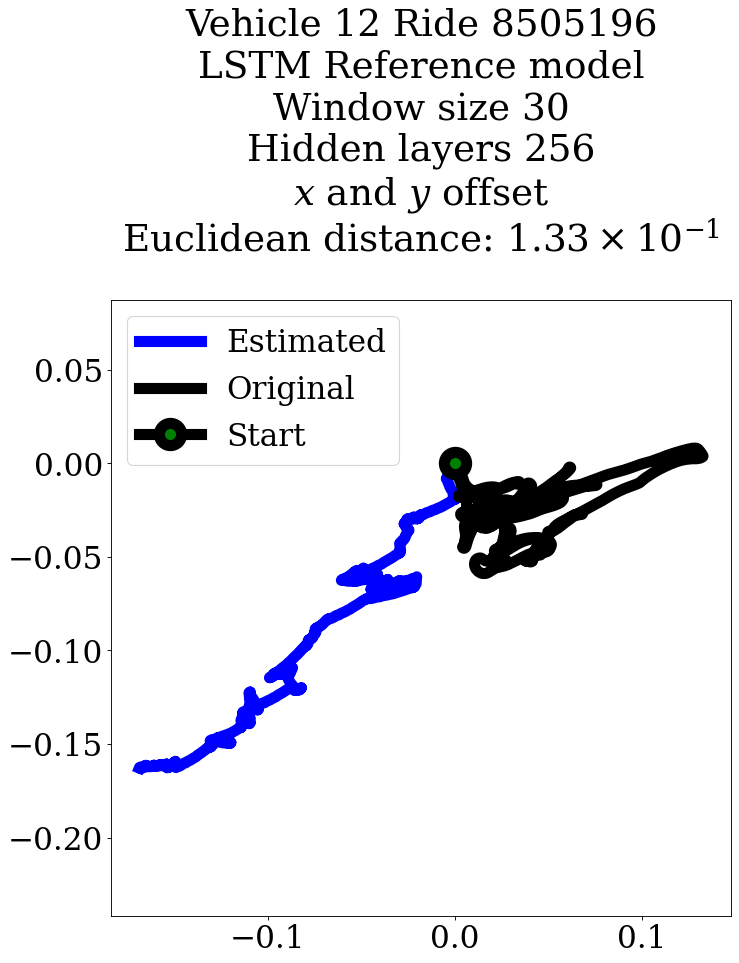 Vehicle 12 Ride 8505196
LSTM Reference model
Window size 30
Hidden layers 256
x and y offset
Euclidean distance: 1.33 × 10⁻¹
Estimated
Original
Start
0.05
0.00
−0.05
−0.10
−0.15
−0.20
−0.1 0.0 0.1